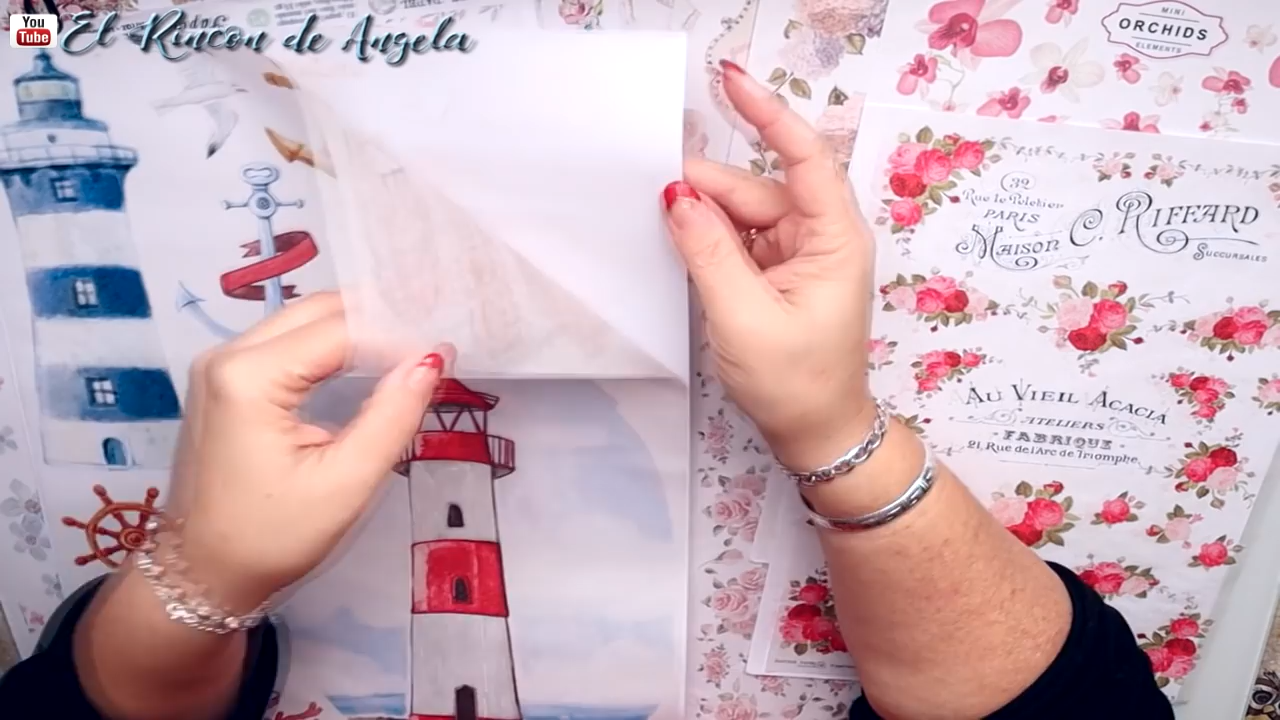 You
Tube
El Rincon de Angela
MINI
ORCHIDS
ELEMENTS
39
Rue le Peletier
PARIS
Maison C. Riffard
Succursales
Au Vieil Acacia
ATELIERS
FABRIQUE
21, Rue de l'Arc de Triomphe